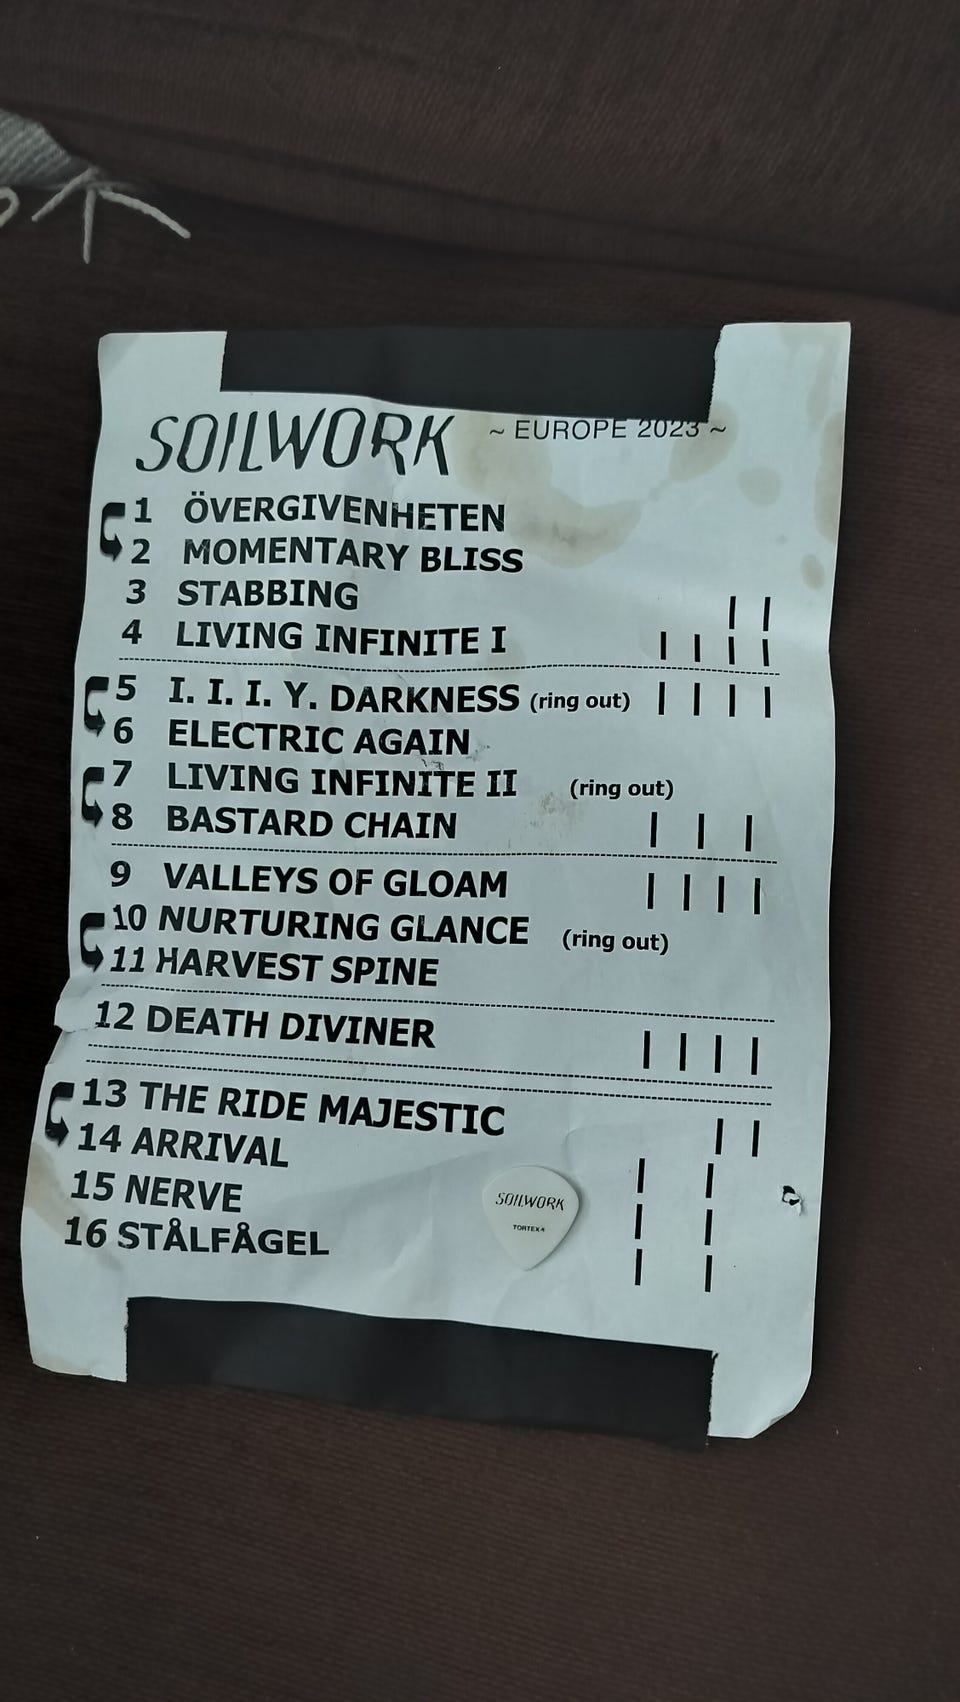 SOILWORK ~ EUROPE 2023 ~
1 ÖVERGIVENHETEN
2 MOMENTARY BLISS
3 STABBING | |
4 LIVING INFINITE I | | | |
5 I. I. I. Y. DARKNESS (ring out) | | | |
6 ELECTRIC AGAIN
7 LIVING INFINITE II (ring out)
8 BASTARD CHAIN | | |
9 VALLEYS OF GLOAM | | | |
10 NURTURING GLANCE (ring out)
11 HARVEST SPINE
12 DEATH DIVINER | | | |
13 THE RIDE MAJESTIC | |
14 ARRIVAL | |
15 NERVE | |
16 STÅLFÅGEL | |
SOILWORK
TORTEX®